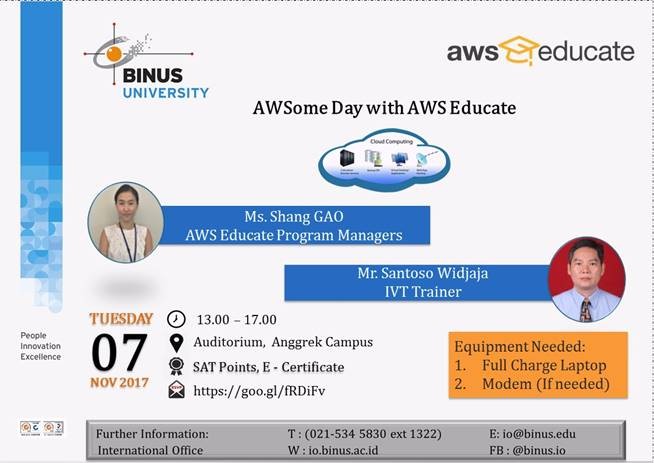 BINUS
UNIVERSITY
aws educate
AWSome Day with AWS Educate
Cloud Computing
Ms. Shang GAO
AWS Educate Program Managers
Mr. Santoso Widjaja
IVT Trainer
TUESDAY
07
NOV 2017
13.00 – 17.00
Auditorium, Anggrek Campus
SAT Points, E - Certificate
https://goo.gl/fRDiFv
Equipment Needed:
1. Full Charge Laptop
2. Modem (If needed)
People
Innovation
Excellence
Further Information:
International Office
T : (021-534 5830 ext 1322)
W : io.binus.ac.id
E: io@binus.edu
FB : @binus.io